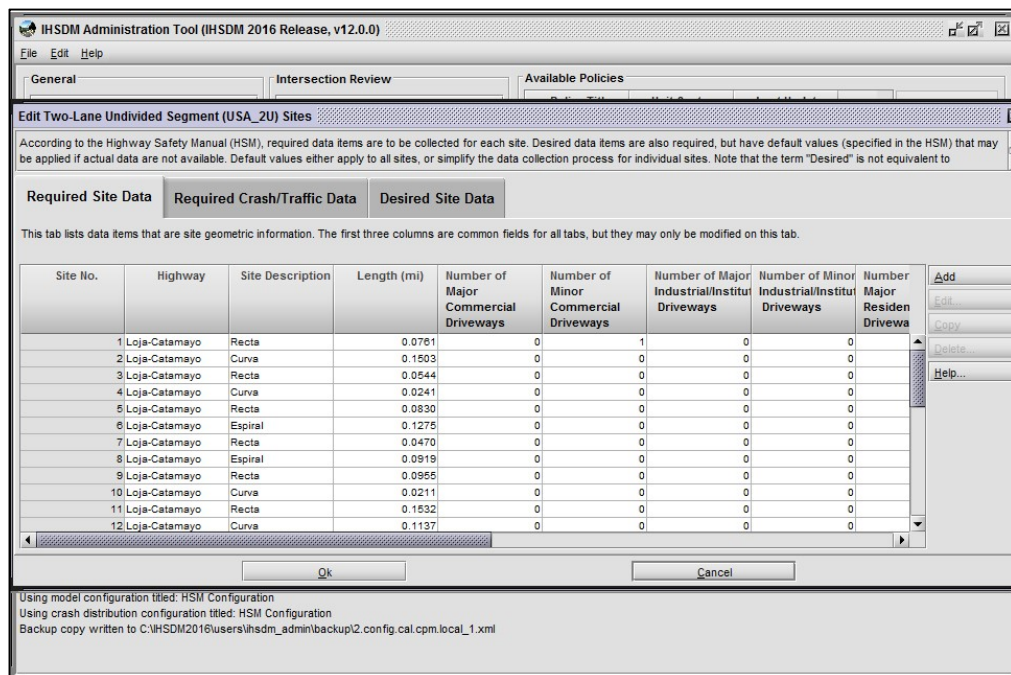 IHSDM Administration Tool (IHSDM 2016 Release, v12.0.0)
File Edit Help
General Intersection Review Available Policies
Edit Two-Lane Undivided Segment (USA_2U) Sites
According to the Highway Safety Manual (HSM), required data items are to be collected for each site. Desired data items are also required, but have default values (specified in the HSM) that may
be applied if actual data are not available. Default values either apply to all sites, or simplify the data collection process for individual sites. Note that the term "Desired" is not equivalent to
Required Site Data Required Crash/Traffic Data Desired Site Data
This tab lists data items that are site geometric information. The first three columns are common fields for all tabs, but they may only be modified on this tab.
Site No. Highway Site Description Length (mi) Number of Number of Number of Major Number of Minor Number
Major Minor Industrial/Institut Industrial/Institut Major
Commercial Commercial Driveways Driveways Residen
Driveways Driveways Drivewa
Add
Edit...
Copy
Delete...
Help...
1 Loja-Catamayo Recta 0.0761 0 1 0 0
2 Loja-Catamayo Curva 0.1503 0 0 0 0
3 Loja-Catamayo Recta 0.0544 0 0 0 0
4 Loja-Catamayo Curva 0.0241 0 0 0 0
5 Loja-Catamayo Recta 0.0830 0 0 0 0
6 Loja-Catamayo Espiral 0.1275 0 0 0 0
7 Loja-Catamayo Recta 0.0470 0 0 0 0
8 Loja-Catamayo Espiral 0.0919 0 0 0 0
9 Loja-Catamayo Recta 0.0955 0 0 0 0
10 Loja-Catamayo Curva 0.0211 0 0 0 0
11 Loja-Catamayo Recta 0.1532 0 0 0 0
12 Loja-Catamayo Curva 0.1137 0 0 0 0
Ok Cancel
Using model configuration titled: HSM Configuration
Using crash distribution configuration titled: HSM Configuration
Backup copy written to C:\IHSDM2016\users\ihsdm_admin\backup\2.config.cal.cpm.local_1.xml